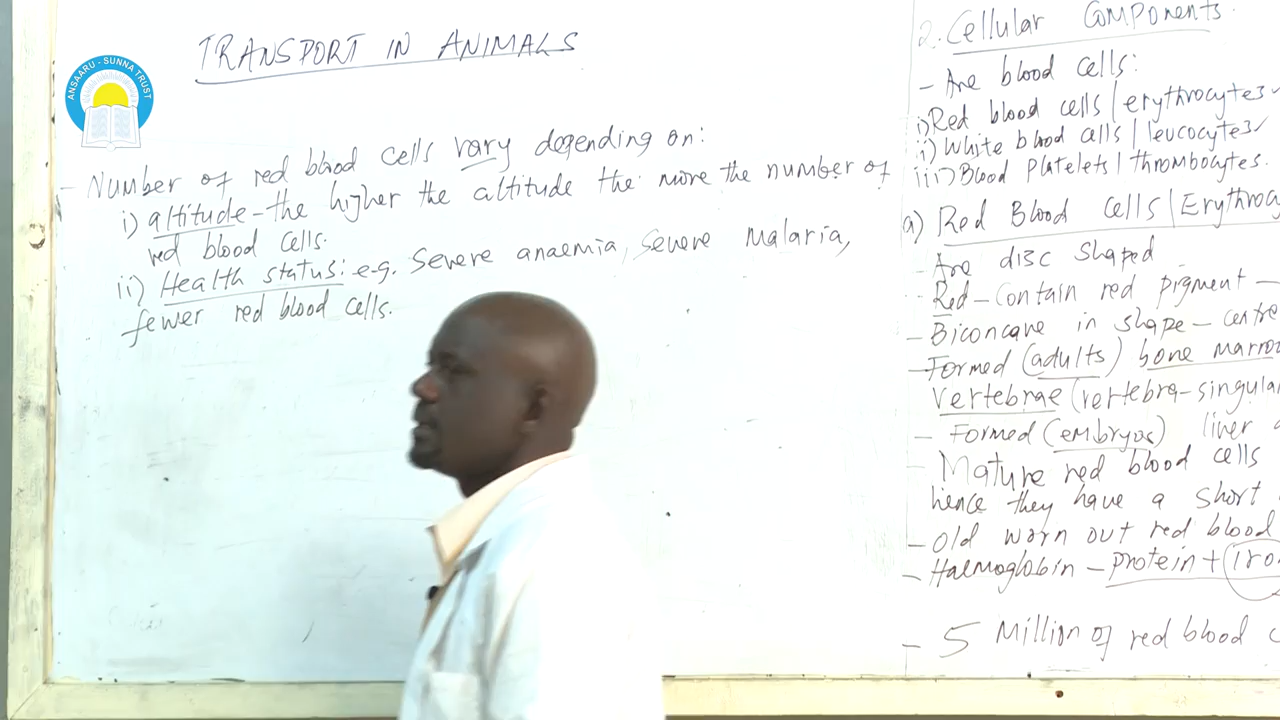 TRANSPORT IN ANIMALS
ANSAARU - SUNNA TRUST
- Number of red blood cells vary depending on:
i) altitude - the higher the altitude the more the number of
red blood cells.
ii) Health status: e.g. severe anaemia, severe malaria,
fewer red blood cells.
2. Cellular Components.
- Are blood cells:
i) Red blood cells / erythrocytes
ii) White blood cells / leucocytes
iii) Blood Platelets / thrombocytes.
a) Red Blood Cells / Erythrocy
- Are disc shaped
- Red - Contain red pigment -
- Biconcave in shape - centre
- Formed (adults) bone marrow
Vertebrae (vertebra - singular
- Formed (embryos) liver
Mature red blood cells
hence they have a short
- Old worn out red blood
- Haemoglobin - protein + Iro
- 5 Million of red blood c